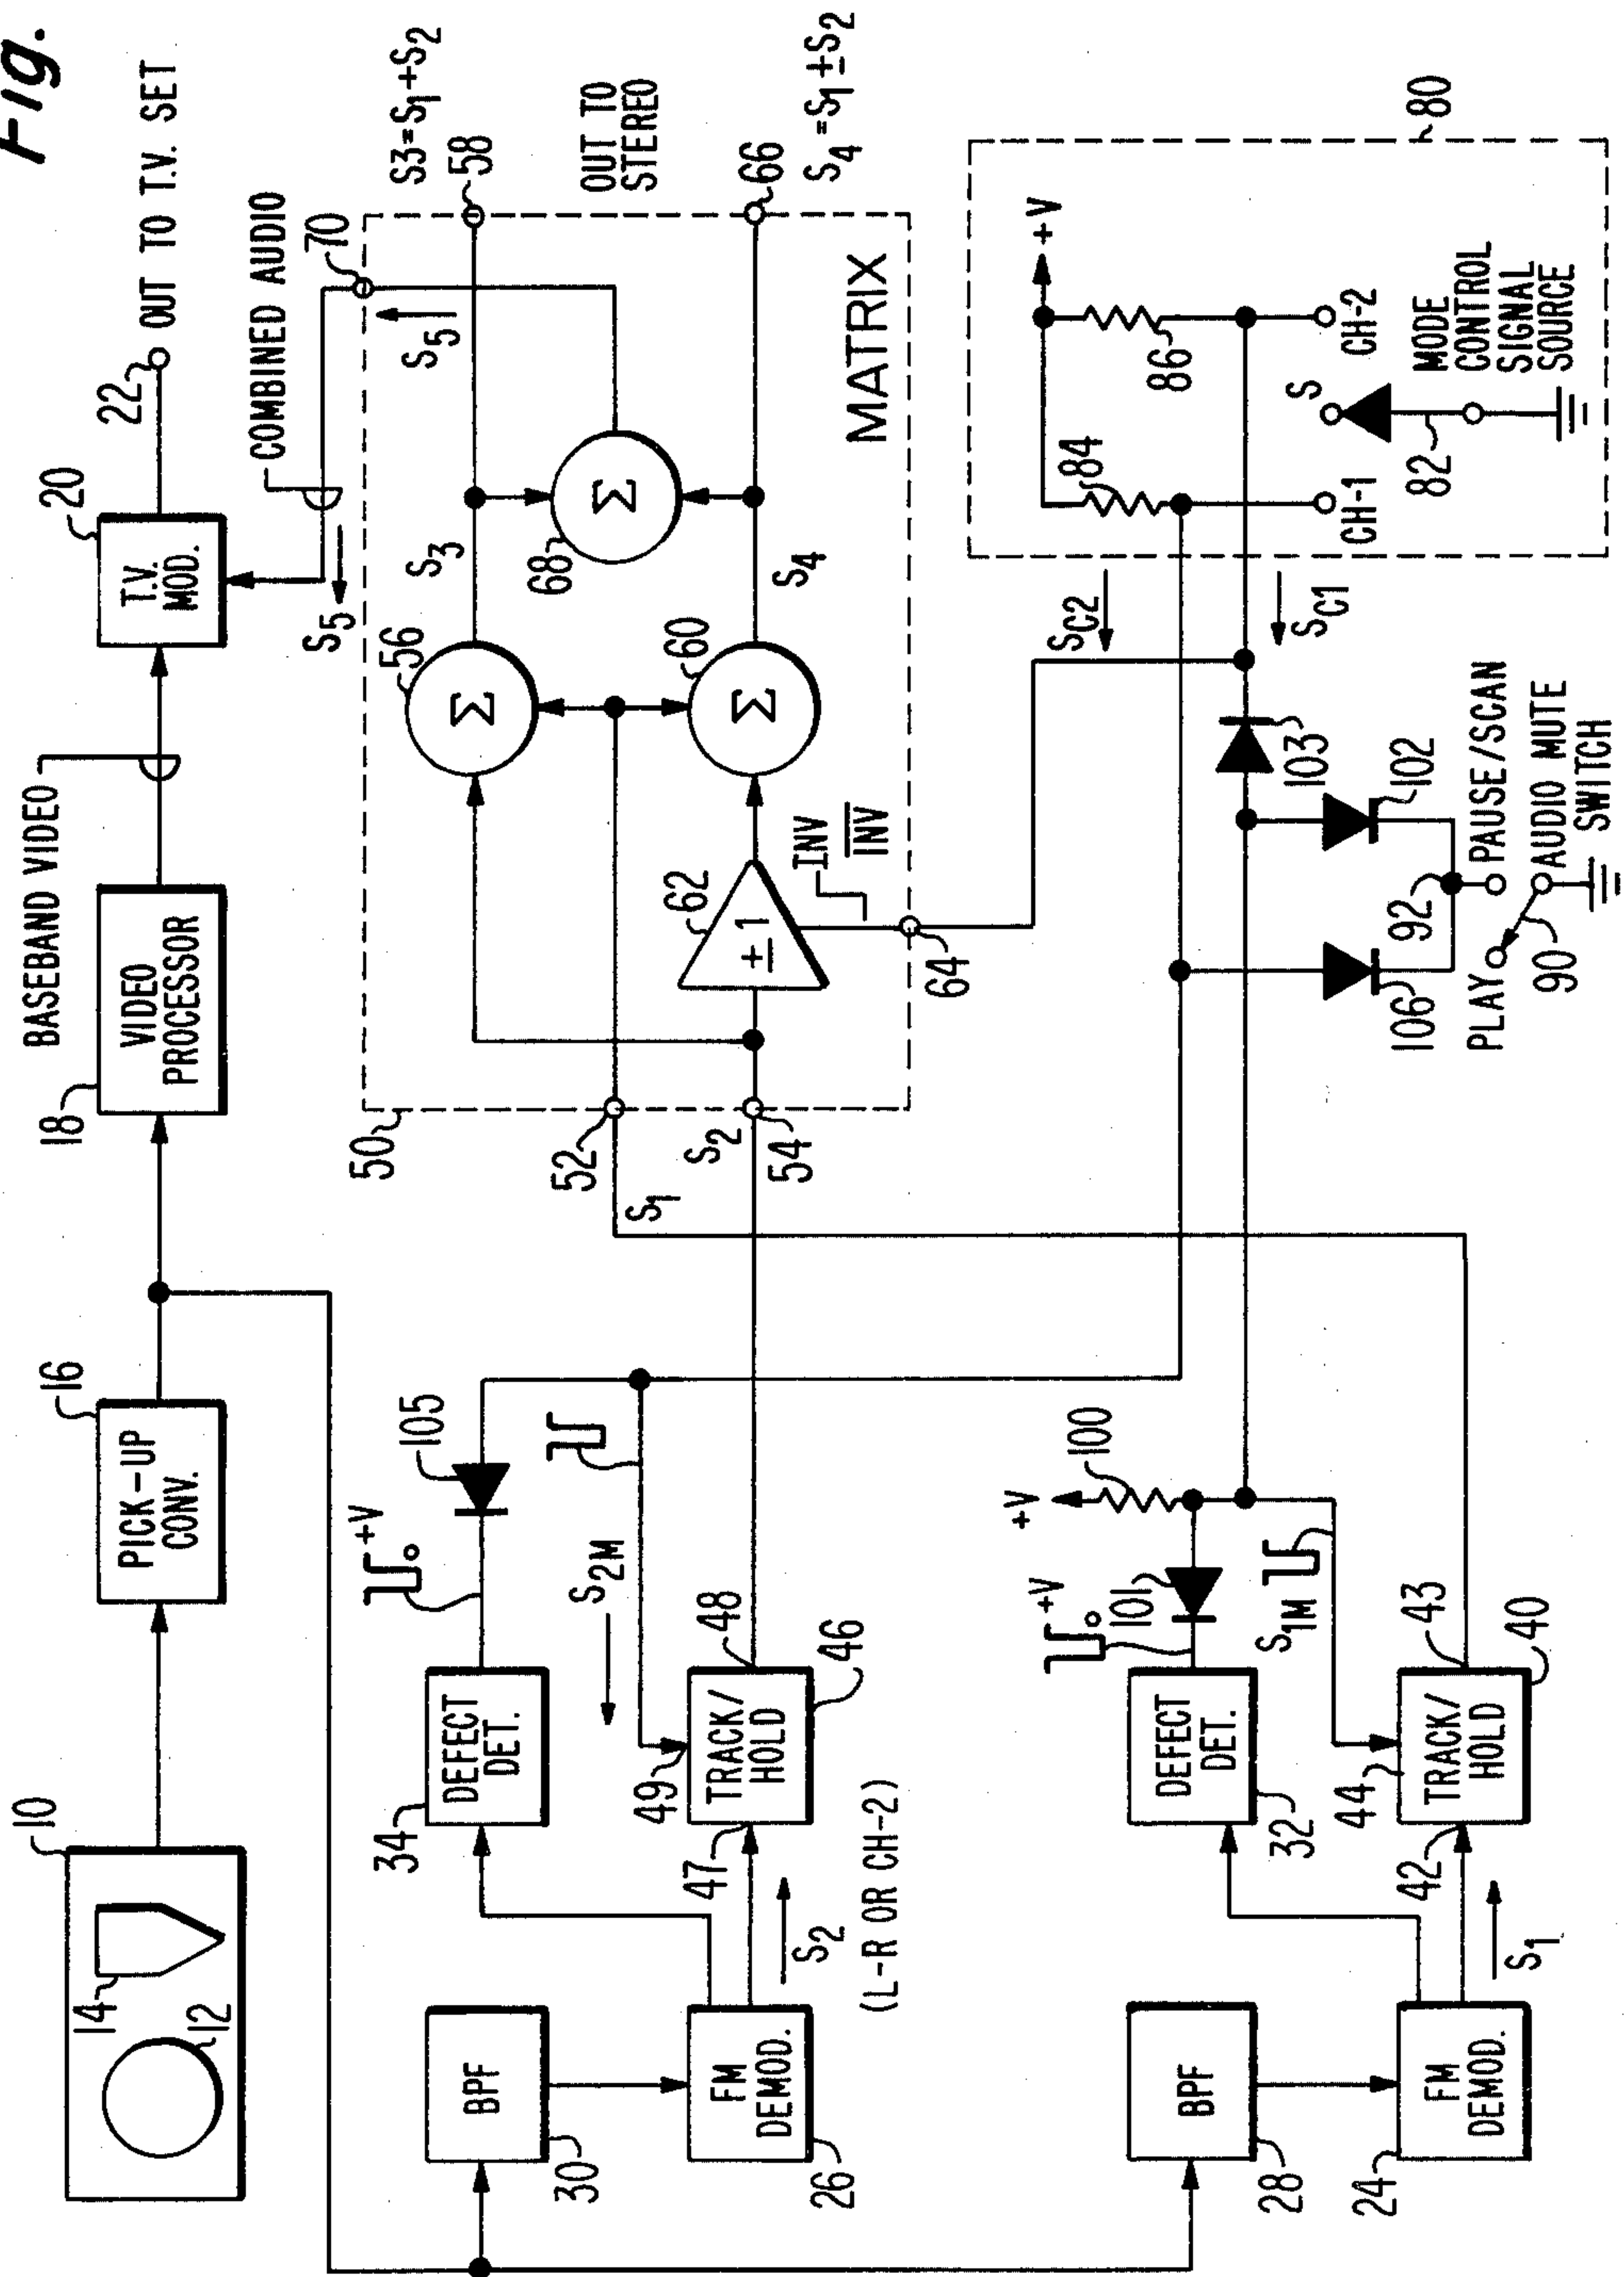 Fig.
10
14
12
16
PICK-UP
CONV.
18
VIDEO
PROCESSOR
BASEBAND VIDEO
20
T.V.
MOD.
22
OUT TO T.V. SET
COMBINED AUDIO
S5
70
S3=S1+S2
58
OUT TO
STEREO
66
S4=S1±S2
50
52
S1
S2
54
56
Σ
S3
S5
60
Σ
S4
68
Σ
62
±1
INV
INV
64
MATRIX
30
BPF
26
FM
DEMOD.
S2
(L-R OR CH-2)
34
DEFECT
DET.
+V
0
105
S2M
49
47
TRACK/
HOLD
48
46
28
BPF
24
FM
DEMOD.
S1
32
DEFECT
DET.
+V
0
101
+V
100
S1M
44
42
TRACK/
HOLD
43
40
SC2
SC1
103
102
106
92
PLAY
PAUSE/SCAN
90
AUDIO MUTE
SWITCH
80
+V
84
86
CH-1
S
CH-2
82
MODE
CONTROL
SIGNAL
SOURCE